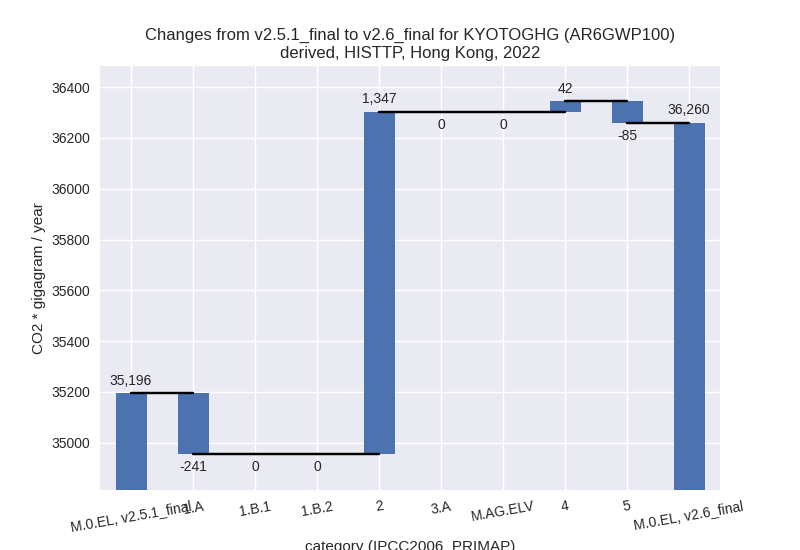 Changes from v2.5.1_final to v2.6_final for KYOTOGHG (AR6GWP100)
derived, HISTTP, Hong Kong, 2022
CO2 * gigagram / year
36400
36200
36000
35800
35600
35400
35200
35000
35,196
-241
0
0
1,347
0
0
42
-85
36,260
M.0.EL, v2.5.1_final
1.A
1.B.1
1.B.2
2
3.A
M.AG.ELV
4
5
M.0.EL, v2.6_final
category (IPCC2006_PRIMAP)